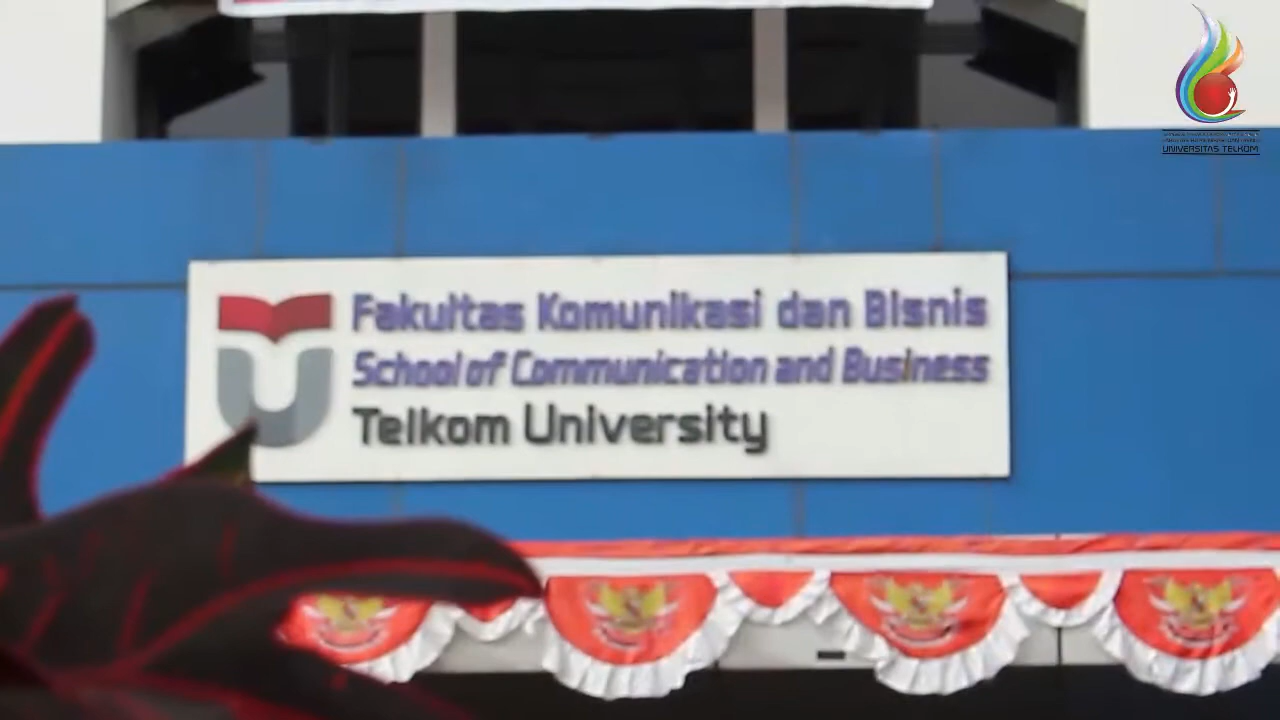 Fakultas Komunikasi dan Bisnis
School of Communication and Business
Telkom University
UNIVERSITAS TELKOM